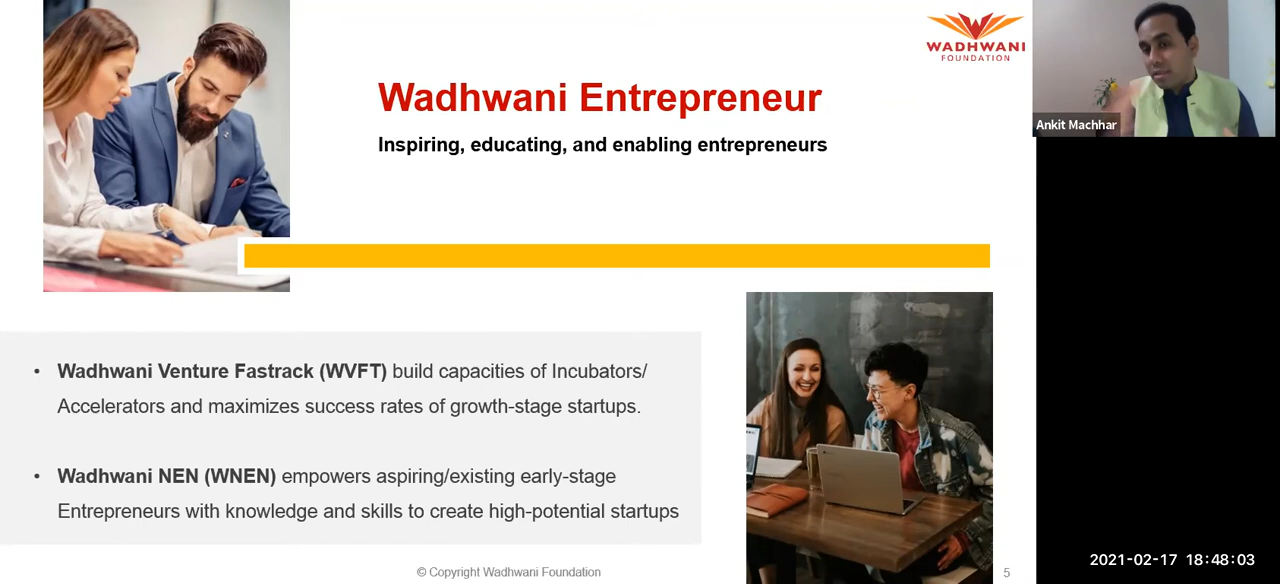 WADHWANI
FOUNDATION
Wadhwani Entrepreneur
Inspiring, educating, and enabling entrepreneurs
Ankit Machhar
• Wadhwani Venture Fastrack (WVFT) build capacities of Incubators/
Accelerators and maximizes success rates of growth-stage startups.
• Wadhwani NEN (WNEN) empowers aspiring/existing early-stage
Entrepreneurs with knowledge and skills to create high-potential startups
© Copyright Wadhwani Foundation
5
2021-02-17 18:48:03